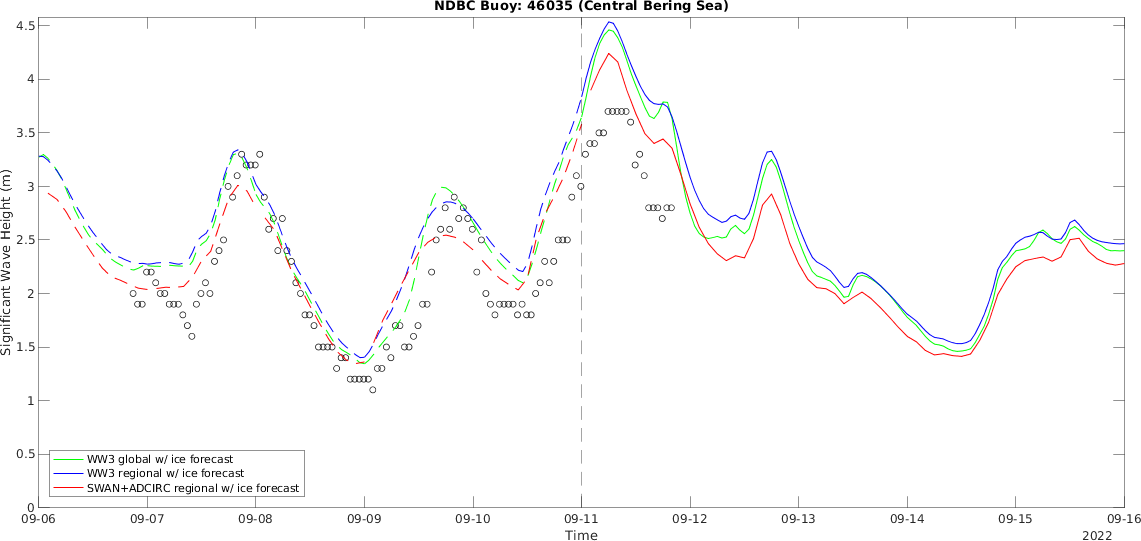 NDBC Buoy: 46035 (Central Bering Sea)
4.5
4
3.5
3
2.5
2
1.5
1
0.5
0
Significant Wave Height (m)
WW3 global w/ ice forecast
WW3 regional w/ ice forecast
SWAN+ADCIRC regional w/ ice forecast
09-06 09-07 09-08 09-09 09-10 09-11 09-12 09-13 09-14 09-15 09-16
Time
2022